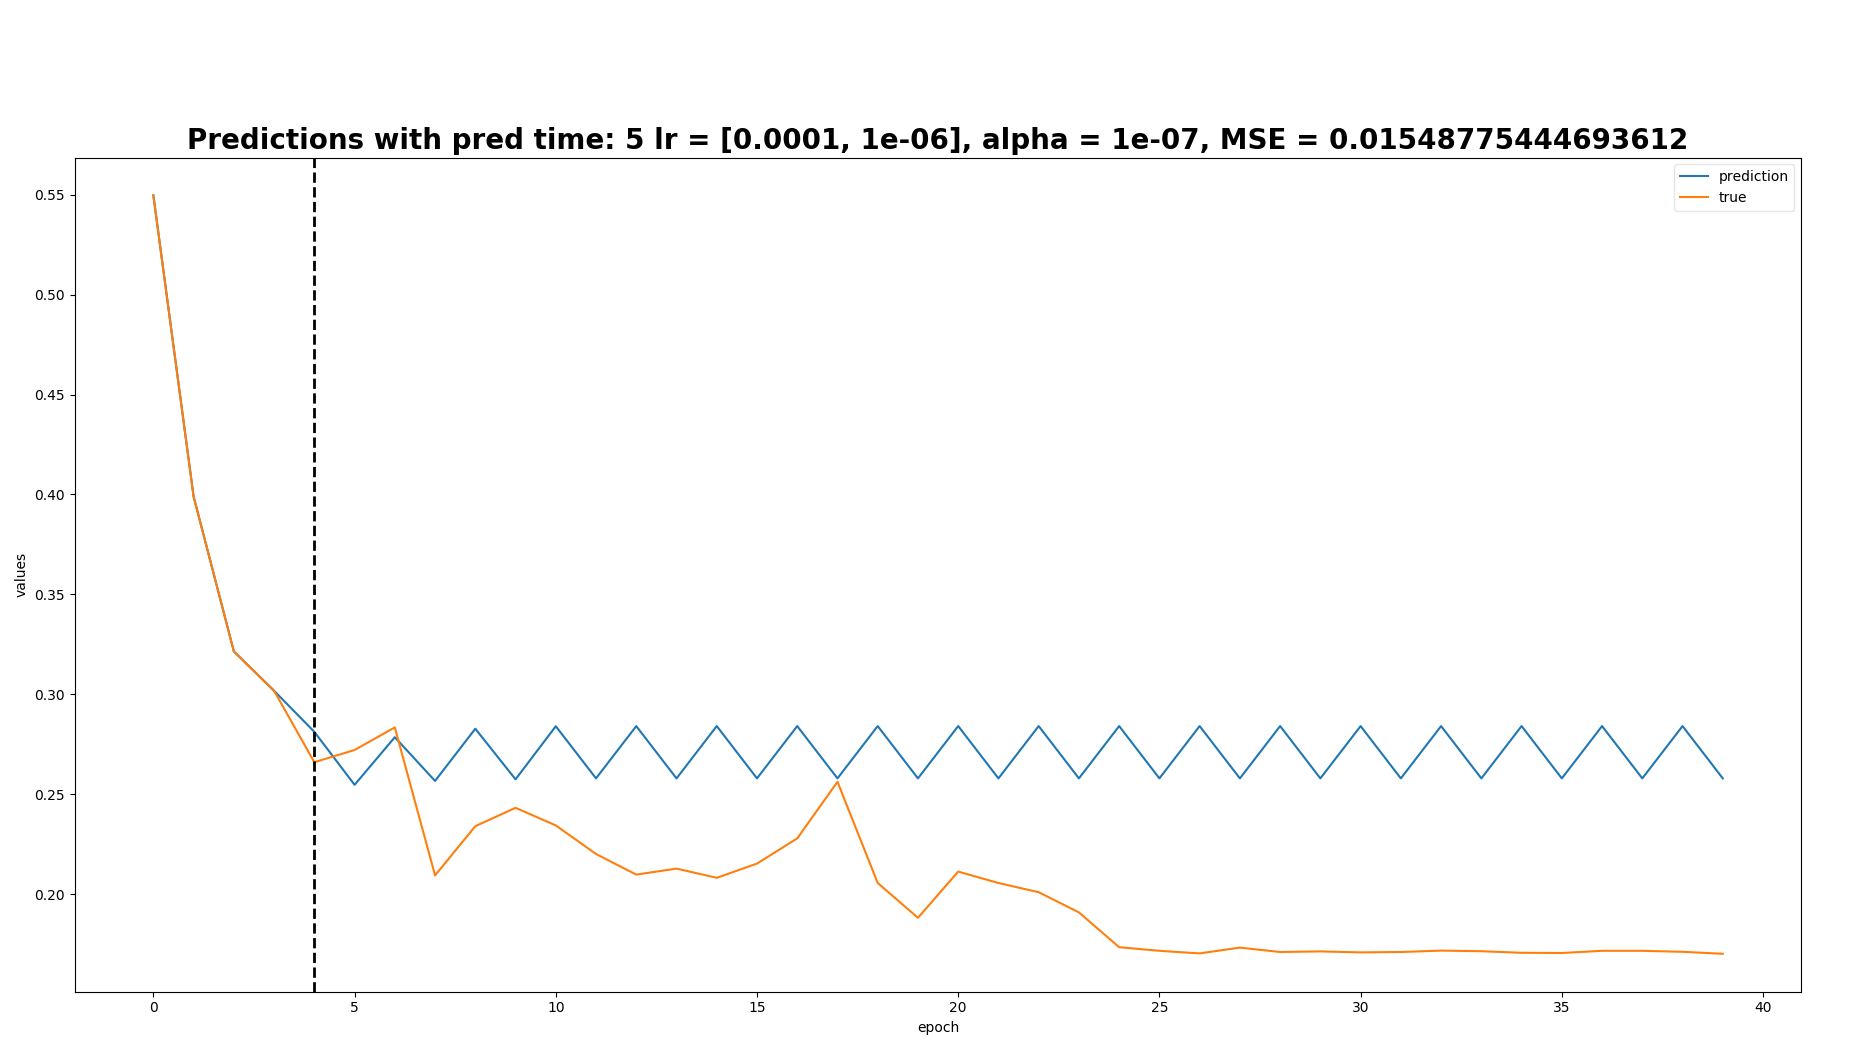 Predictions with pred time: 5 lr = [0.0001, 1e-06], alpha = 1e-07, MSE = 0.01548775444693612
prediction
true
0.55
0.50
0.45
0.40
0.35
0.30
0.25
0.20
values
0 5 10 15 20 25 30 35 40
epoch